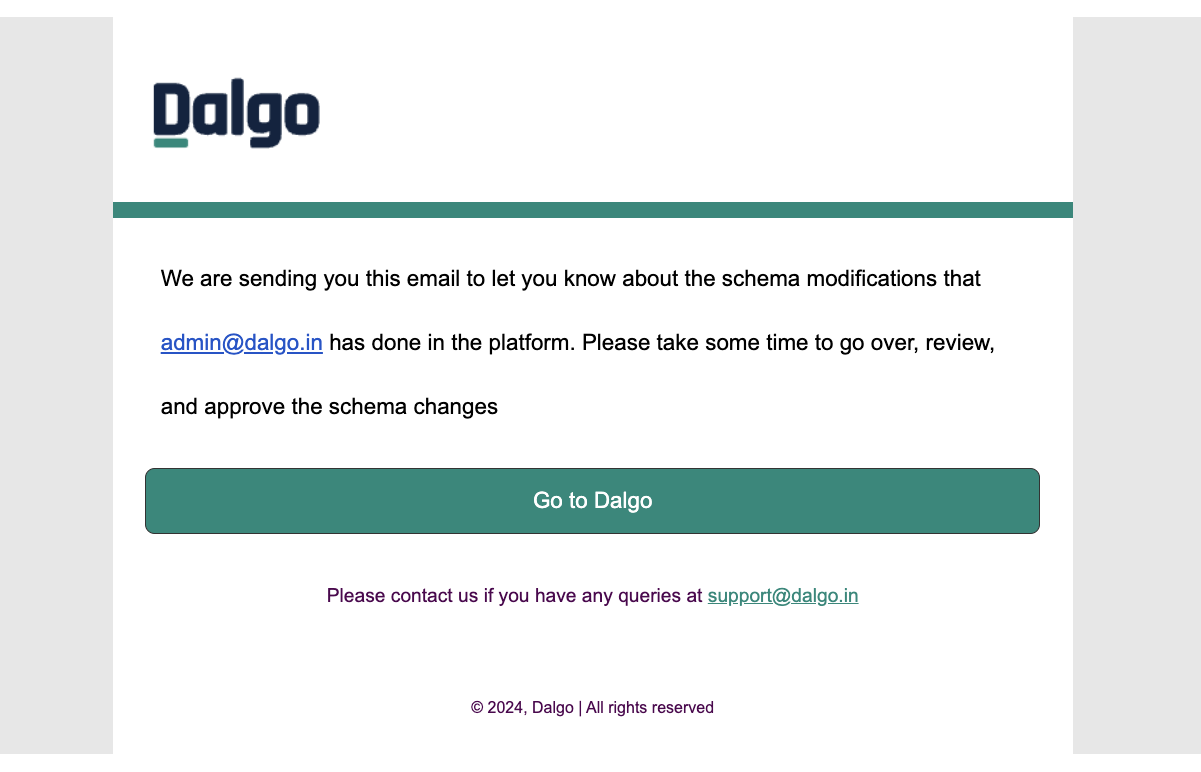 Dalgo
We are sending you this email to let you know about the schema modifications that
admin@dalgo.in has done in the platform. Please take some time to go over, review,
and approve the schema changes
Go to Dalgo
Please contact us if you have any queries at support@dalgo.in
© 2024, Dalgo | All rights reserved